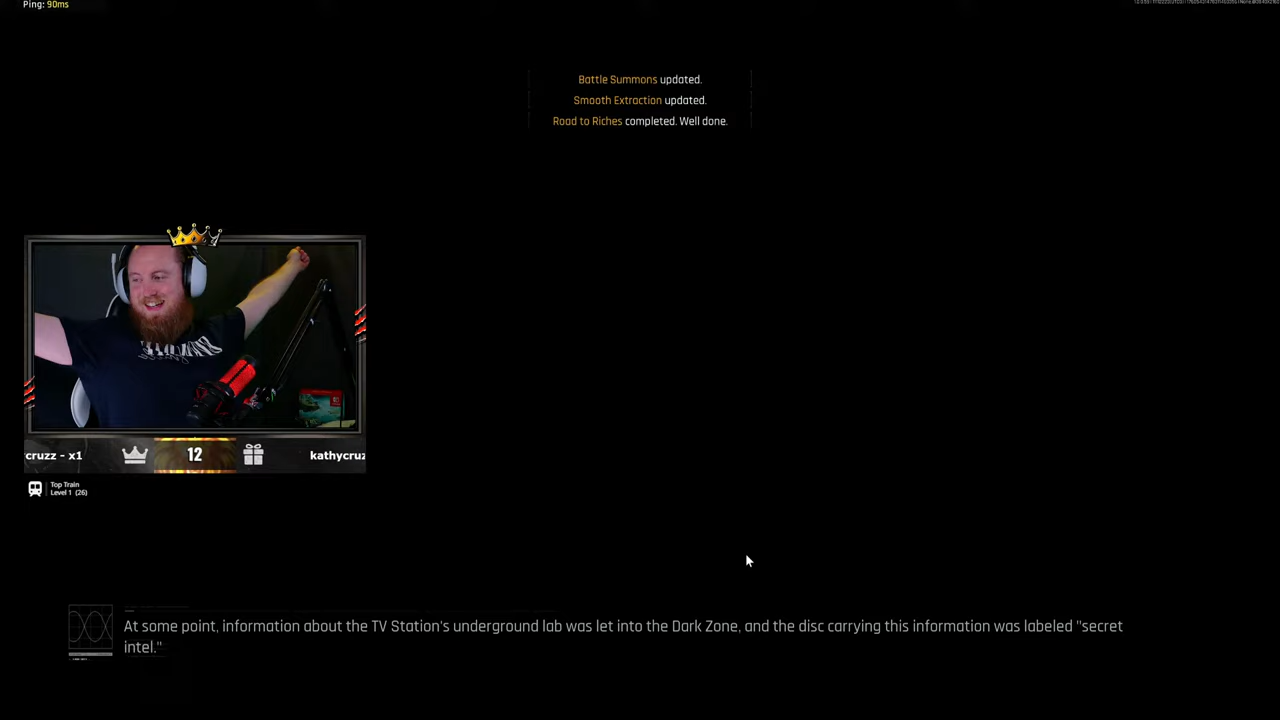 Ping: 90ms
Battle Summons updated.
Smooth Extraction updated.
Road to Riches completed. Well done.
cruzz - x1
12
kathycruz
Top Train
Level 1 (26)
At some point, information about the TV Station's underground lab was let into the Dark Zone, and the disc carrying this information was labeled "secret
intel."